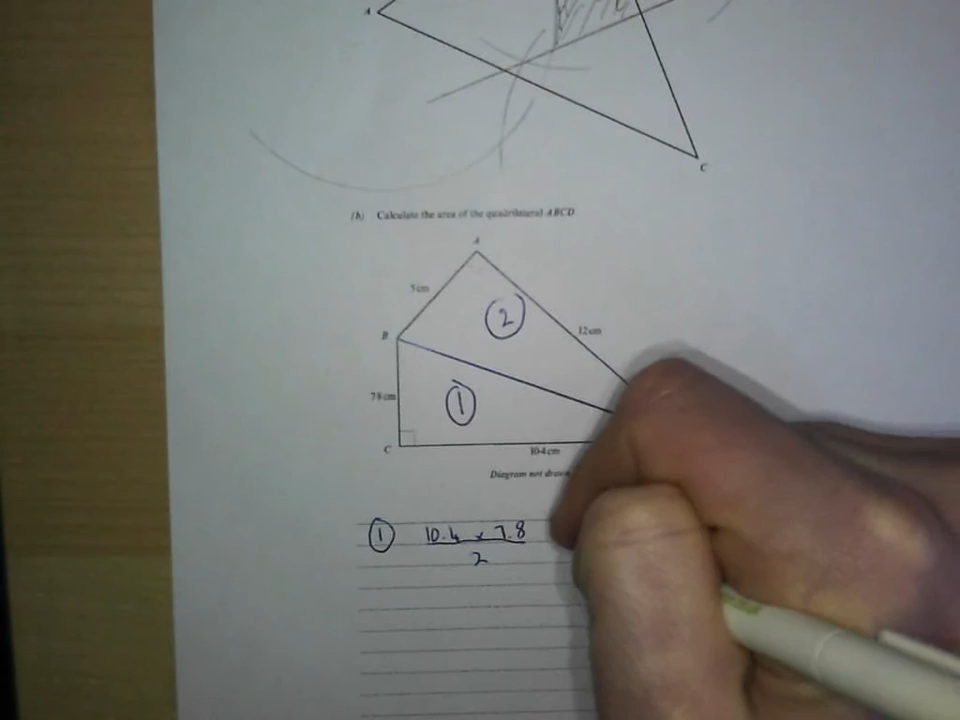 A
C
(b) Calculate the area of the quadrilateral ABCD
A
5 cm
2
12 cm
B
7.8 cm
1
C
10.4 cm
Diagram not drawn
1 10.4 x 7.8
2